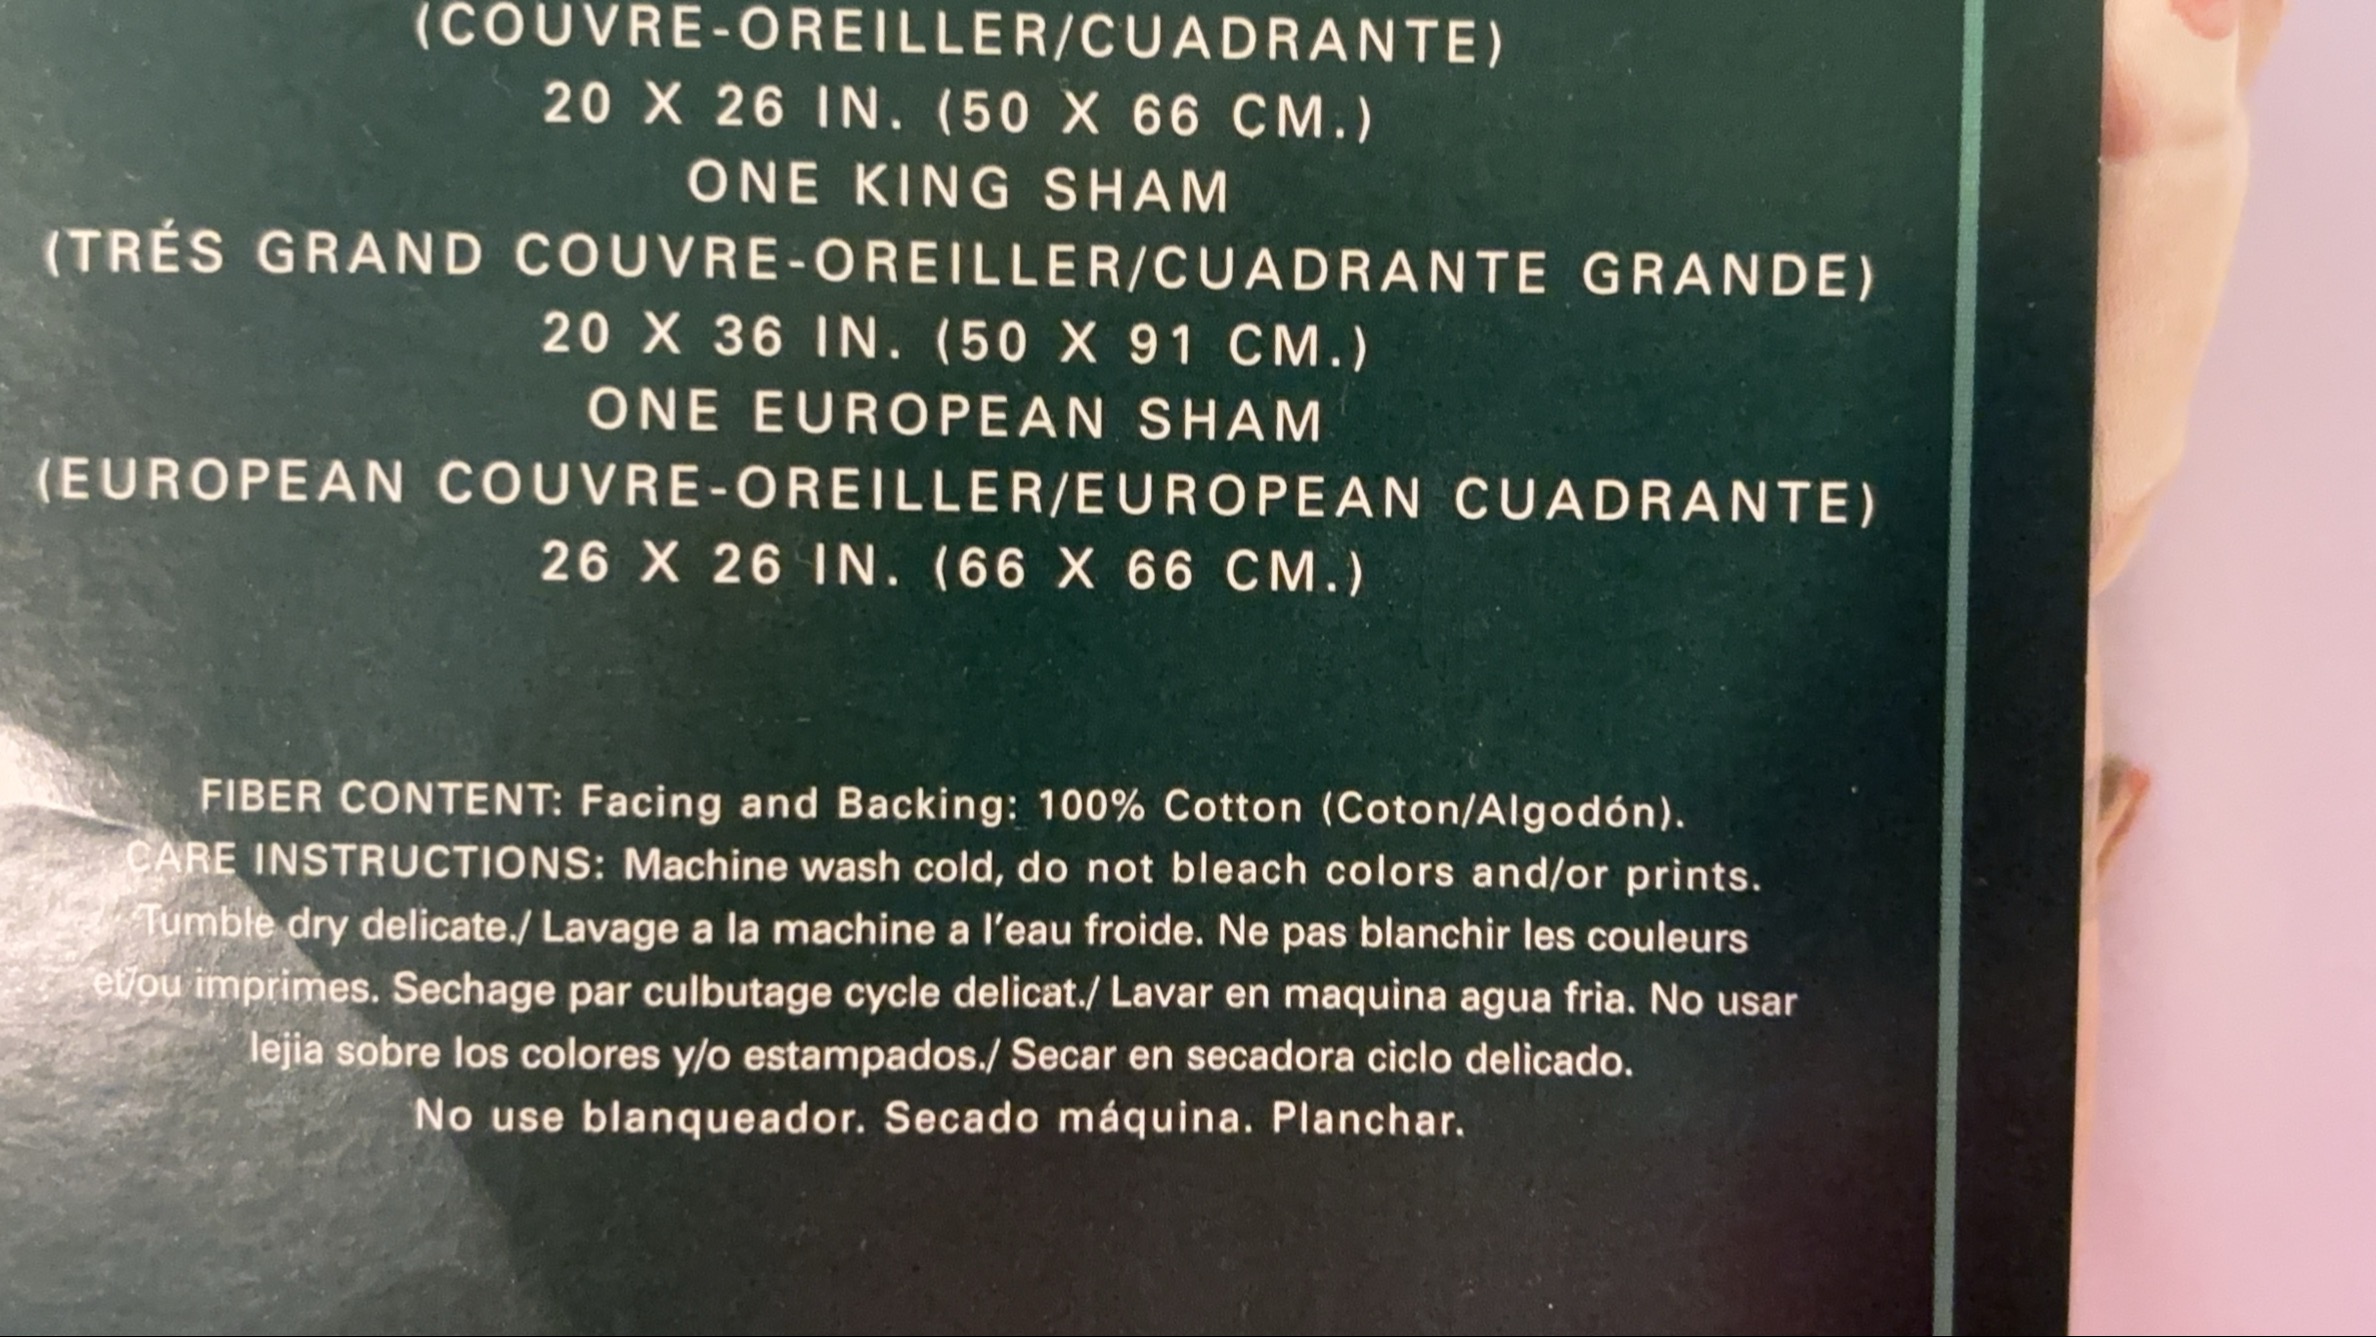 (COUVRE-OREILLER/CUADRANTE)
20 X 26 IN. (50 X 66 CM.)
ONE KING SHAM
(TRÉS GRAND COUVRE-OREILLER/CUADRANTE GRANDE)
20 X 36 IN. (50 X 91 CM.)
ONE EUROPEAN SHAM
(EUROPEAN COUVRE-OREILLER/EUROPEAN CUADRANTE)
26 X 26 IN. (66 X 66 CM.)
FIBER CONTENT: Facing and Backing: 100% Cotton (Coton/Algodón).
CARE INSTRUCTIONS: Machine wash cold, do not bleach colors and/or prints.
Tumble dry delicate./ Lavage a la machine a l'eau froide. Ne pas blanchir les couleurs
et/ou imprimes. Sechage par culbutage cycle delicat./ Lavar en maquina agua fria. No usar
lejia sobre los colores y/o estampados./ Secar en secadora ciclo delicado.
No use blanqueador. Secado máquina. Planchar.